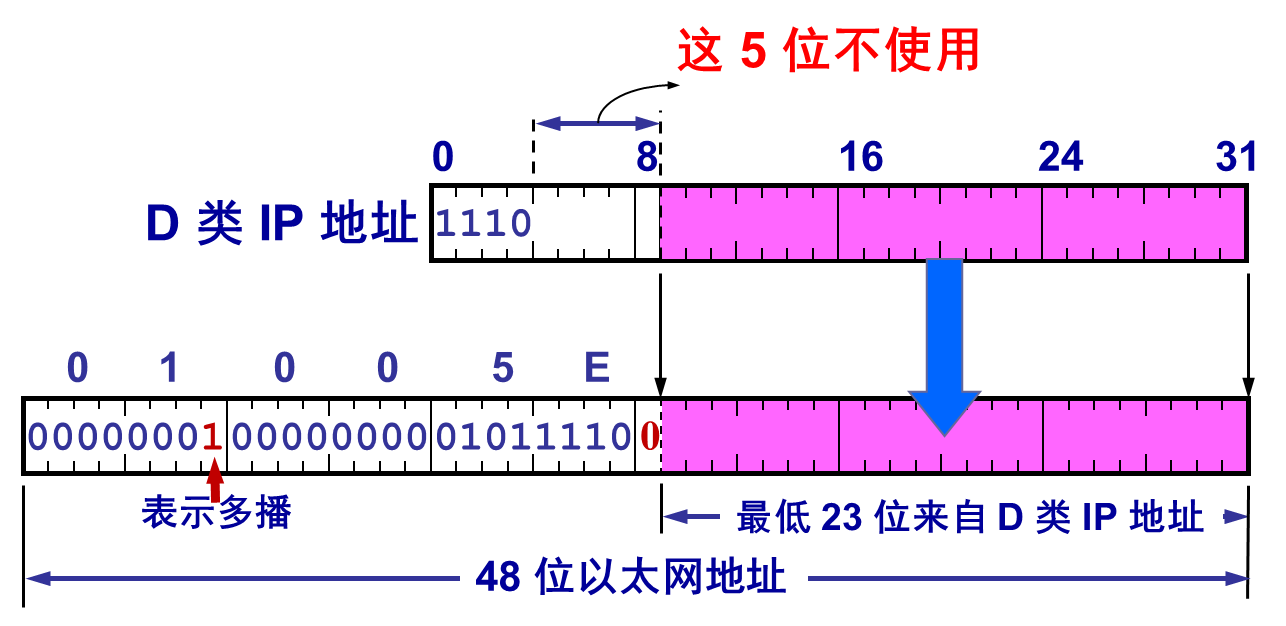 这 5 位不使用
0 8 16 24 31
D 类 IP 地址 1110
0 1 0 0 5 E
00000001 00000000 01011110 0
表示多播
最低 23 位来自 D 类 IP 地址
48 位以太网地址